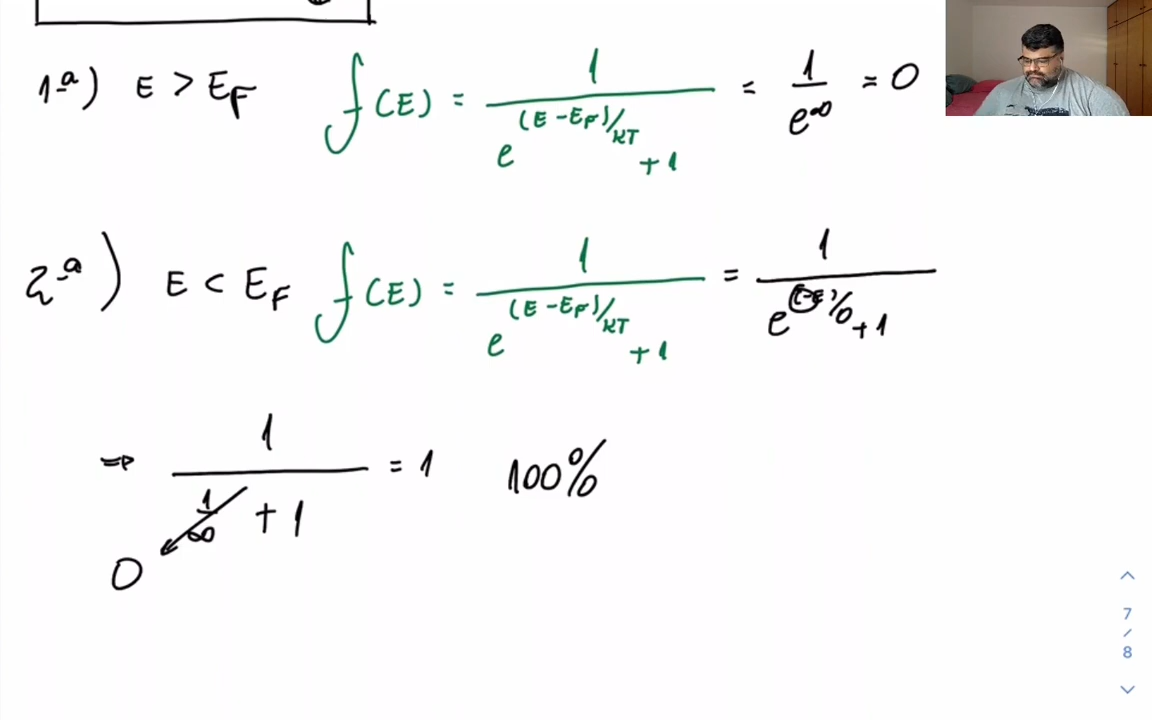 1ª) E > E_F f(E) = 1 / (e^{(E-E_F)/KT} + 1) = 1 / e^∞ = 0
2ª) E < E_F f(E) = 1 / (e^{(E-E_F)/KT} + 1) = 1 / (e^{(-E)/0} + 1)
⇒ 1 / (1/∞ + 1) = 1 100%
0
7
/
8